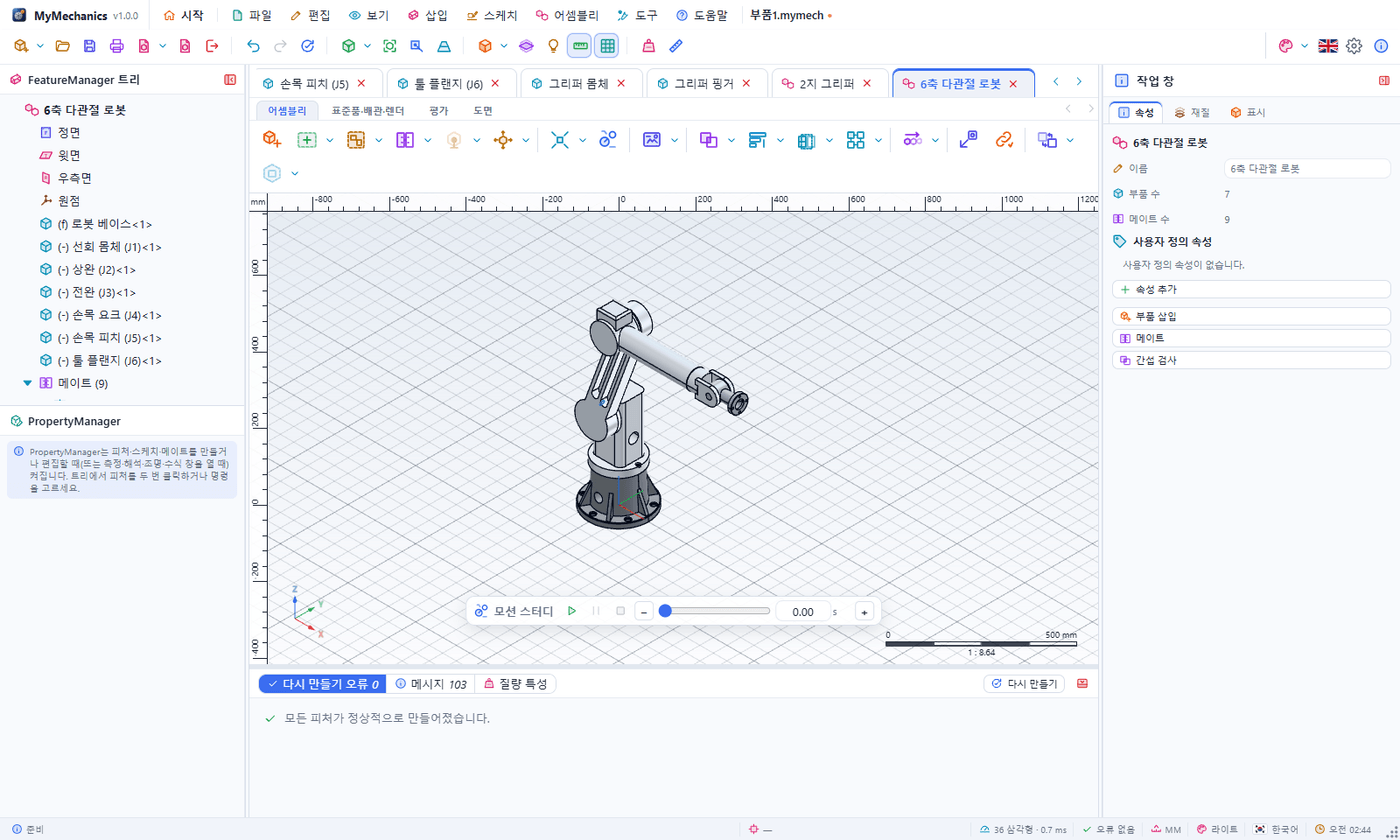 MyMechanics v1.0.0 시작 파일 편집 보기 삽입 스케치 어셈블리 도구 도움말 부품1.mymech
FeatureManager 트리
6축 다관절 로봇
정면
윗면
우측면
원점
(f) 로봇 베이스<1>
(-) 선회 몸체 (J1)<1>
(-) 상완 (J2)<1>
(-) 전완 (J3)<1>
(-) 손목 요크 (J4)<1>
(-) 손목 피치 (J5)<1>
(-) 툴 플랜지 (J6)<1>
메이트 (9)
PropertyManager
PropertyManager는 피처·스케치·메이트를 만들거
나 편집할 때(또는 측정·해석·조명·수식 창을 열 때)
켜집니다. 트리에서 피처를 두 번 클릭하거나 명령
을 고르세요.
손목 피치 (J5) 툴 플랜지 (J6) 그리퍼 몸체 그리퍼 핑거 2지 그리퍼 6축 다관절 로봇
어셈블리 표준품·배관·렌더 평가 도면
mm -800 -600 -400 -200 0 200 400 600 800 1000 1200
600
400
200
0
-200
-400
Z
Y
X
모션 스터디 0.00 s
0 500 mm
1 : 8.64
다시 만들기 오류 0 메시지 103 질량 특성 다시 만들기
모든 피처가 정상적으로 만들어졌습니다.
작업 창
속성 재질 표시
6축 다관절 로봇
이름 6축 다관절 로봇
부품 수 7
메이트 수 9
사용자 정의 속성
사용자 정의 속성이 없습니다.
속성 추가
부품 삽입
메이트
간섭 검사
준비 — 36 삼각형 · 0.7 ms 오류 없음 MM 라이트 한국어 오전 02:44